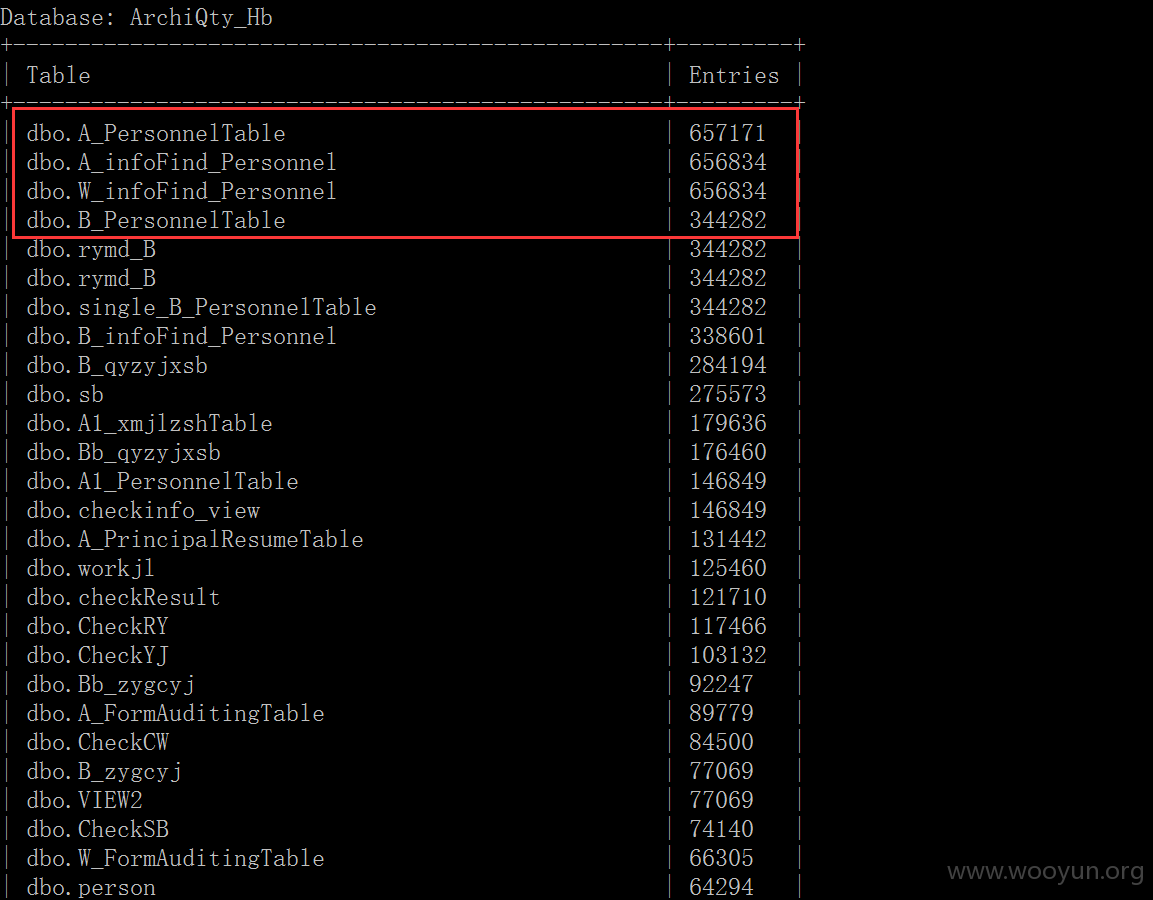 Database: ArchiQty_Hb
+--------------------------------------------------+---------+
| Table | Entries |
+--------------------------------------------------+---------+
| dbo.A_PersonnelTable | 657171 |
| dbo.A_infoFind_Personnel | 656834 |
| dbo.W_infoFind_Personnel | 656834 |
| dbo.B_PersonnelTable | 344282 |
| dbo.rymd_B | 344282 |
| dbo.rymd_B | 344282 |
| dbo.single_B_PersonnelTable | 344282 |
| dbo.B_infoFind_Personnel | 338601 |
| dbo.B_qyzyjxsb | 284194 |
| dbo.sb | 275573 |
| dbo.A1_xmjlzshTable | 179636 |
| dbo.Bb_qyzyjxsb | 176460 |
| dbo.A1_PersonnelTable | 146849 |
| dbo.checkinfo_view | 146849 |
| dbo.A_PrincipalResumeTable | 131442 |
| dbo.workjl | 125460 |
| dbo.checkResult | 121710 |
| dbo.CheckRY | 117466 |
| dbo.CheckYJ | 103132 |
| dbo.Bb_zygcyj | 92247 |
| dbo.A_FormAuditingTable | 89779 |
| dbo.CheckCW | 84500 |
| dbo.B_zygcyj | 77069 |
| dbo.VIEW2 | 77069 |
| dbo.CheckSB | 74140 |
| dbo.W_FormAuditingTable | 66305 |
| dbo.person | 64294 |
www.wooyun.org